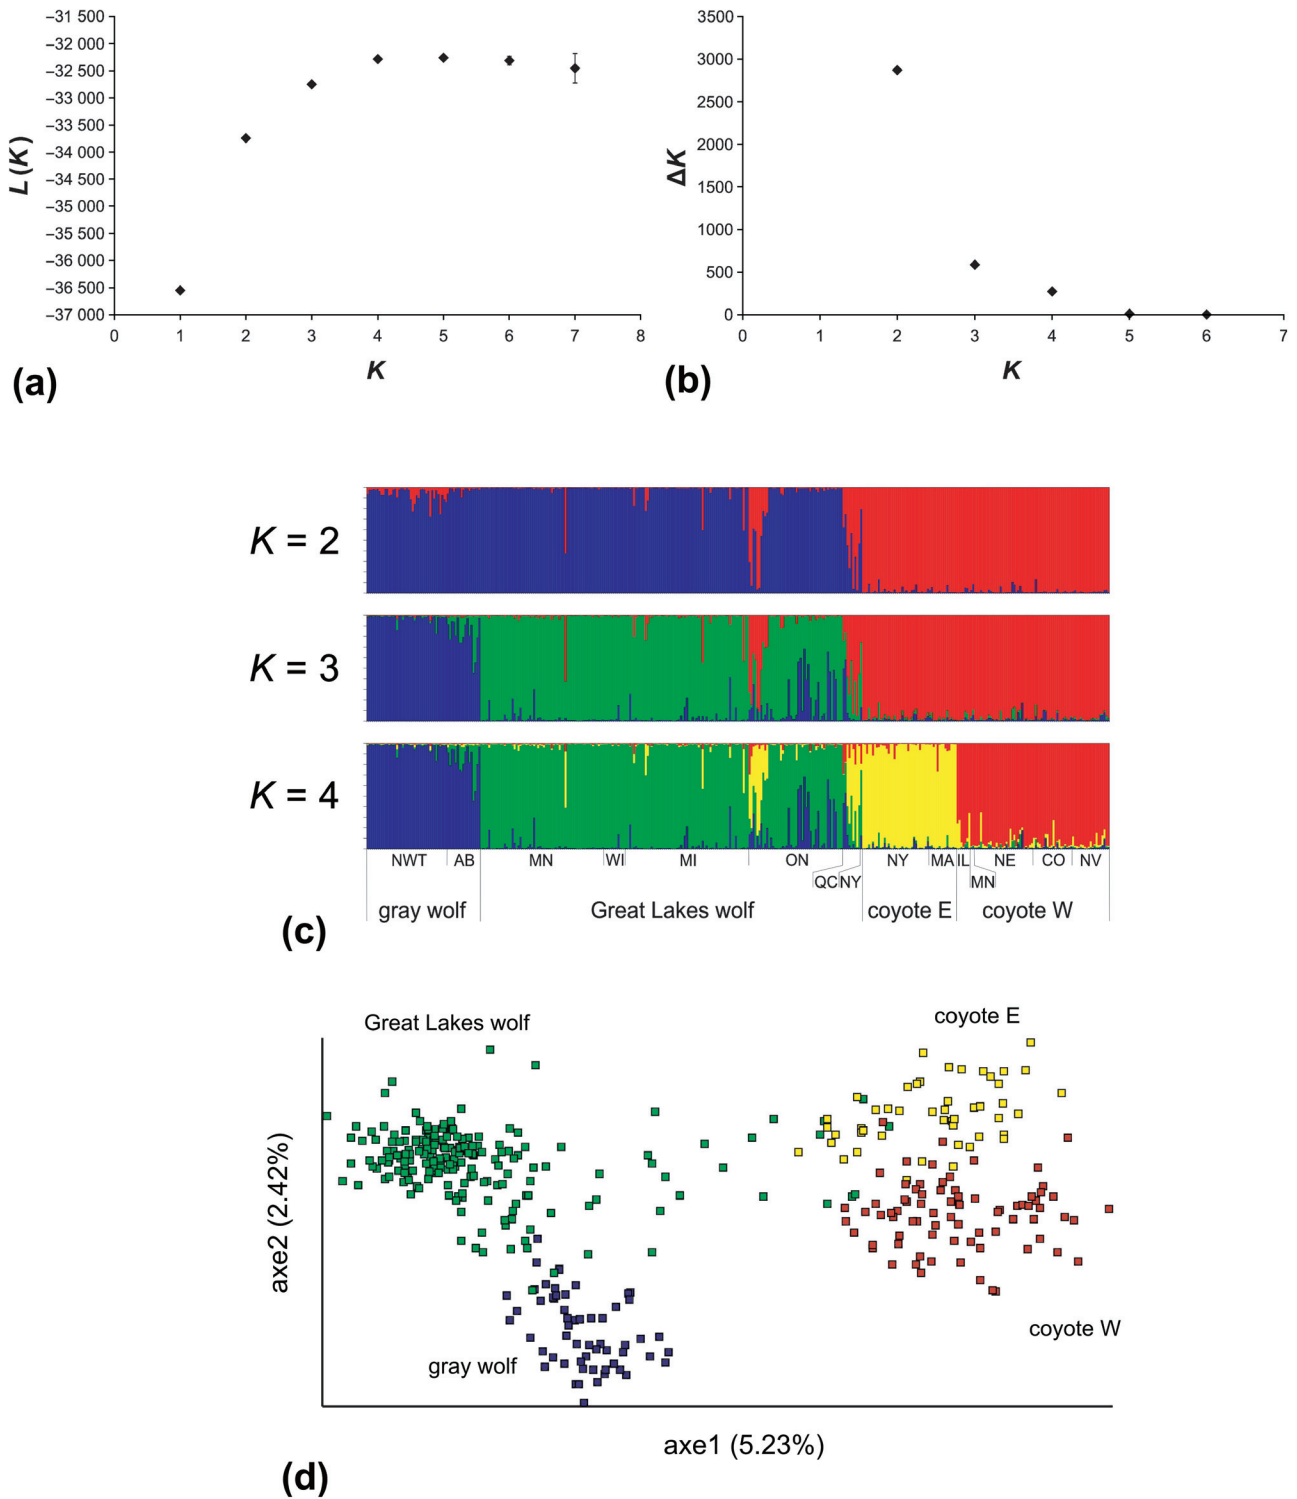 −31 500
−32 000
−32 500
−33 000
−33 500
−34 000
−34 500
−35 000
−35 500
−36 000
−36 500
−37 000
L (K)
0 1 2 3 4 5 6 7 8
K
(a)
3500
3000
2500
2000
1500
1000
500
0
ΔK
0 1 2 3 4 5 6 7
K
(b)
K = 2
K = 3
K = 4
NWT AB MN WI MI ON NY MA IL NE CO NV
QC NY MN
gray wolf Great Lakes wolf coyote E coyote W
(c)
Great Lakes wolf
coyote E
coyote W
gray wolf
axe2 (2.42%)
axe1 (5.23%)
(d)